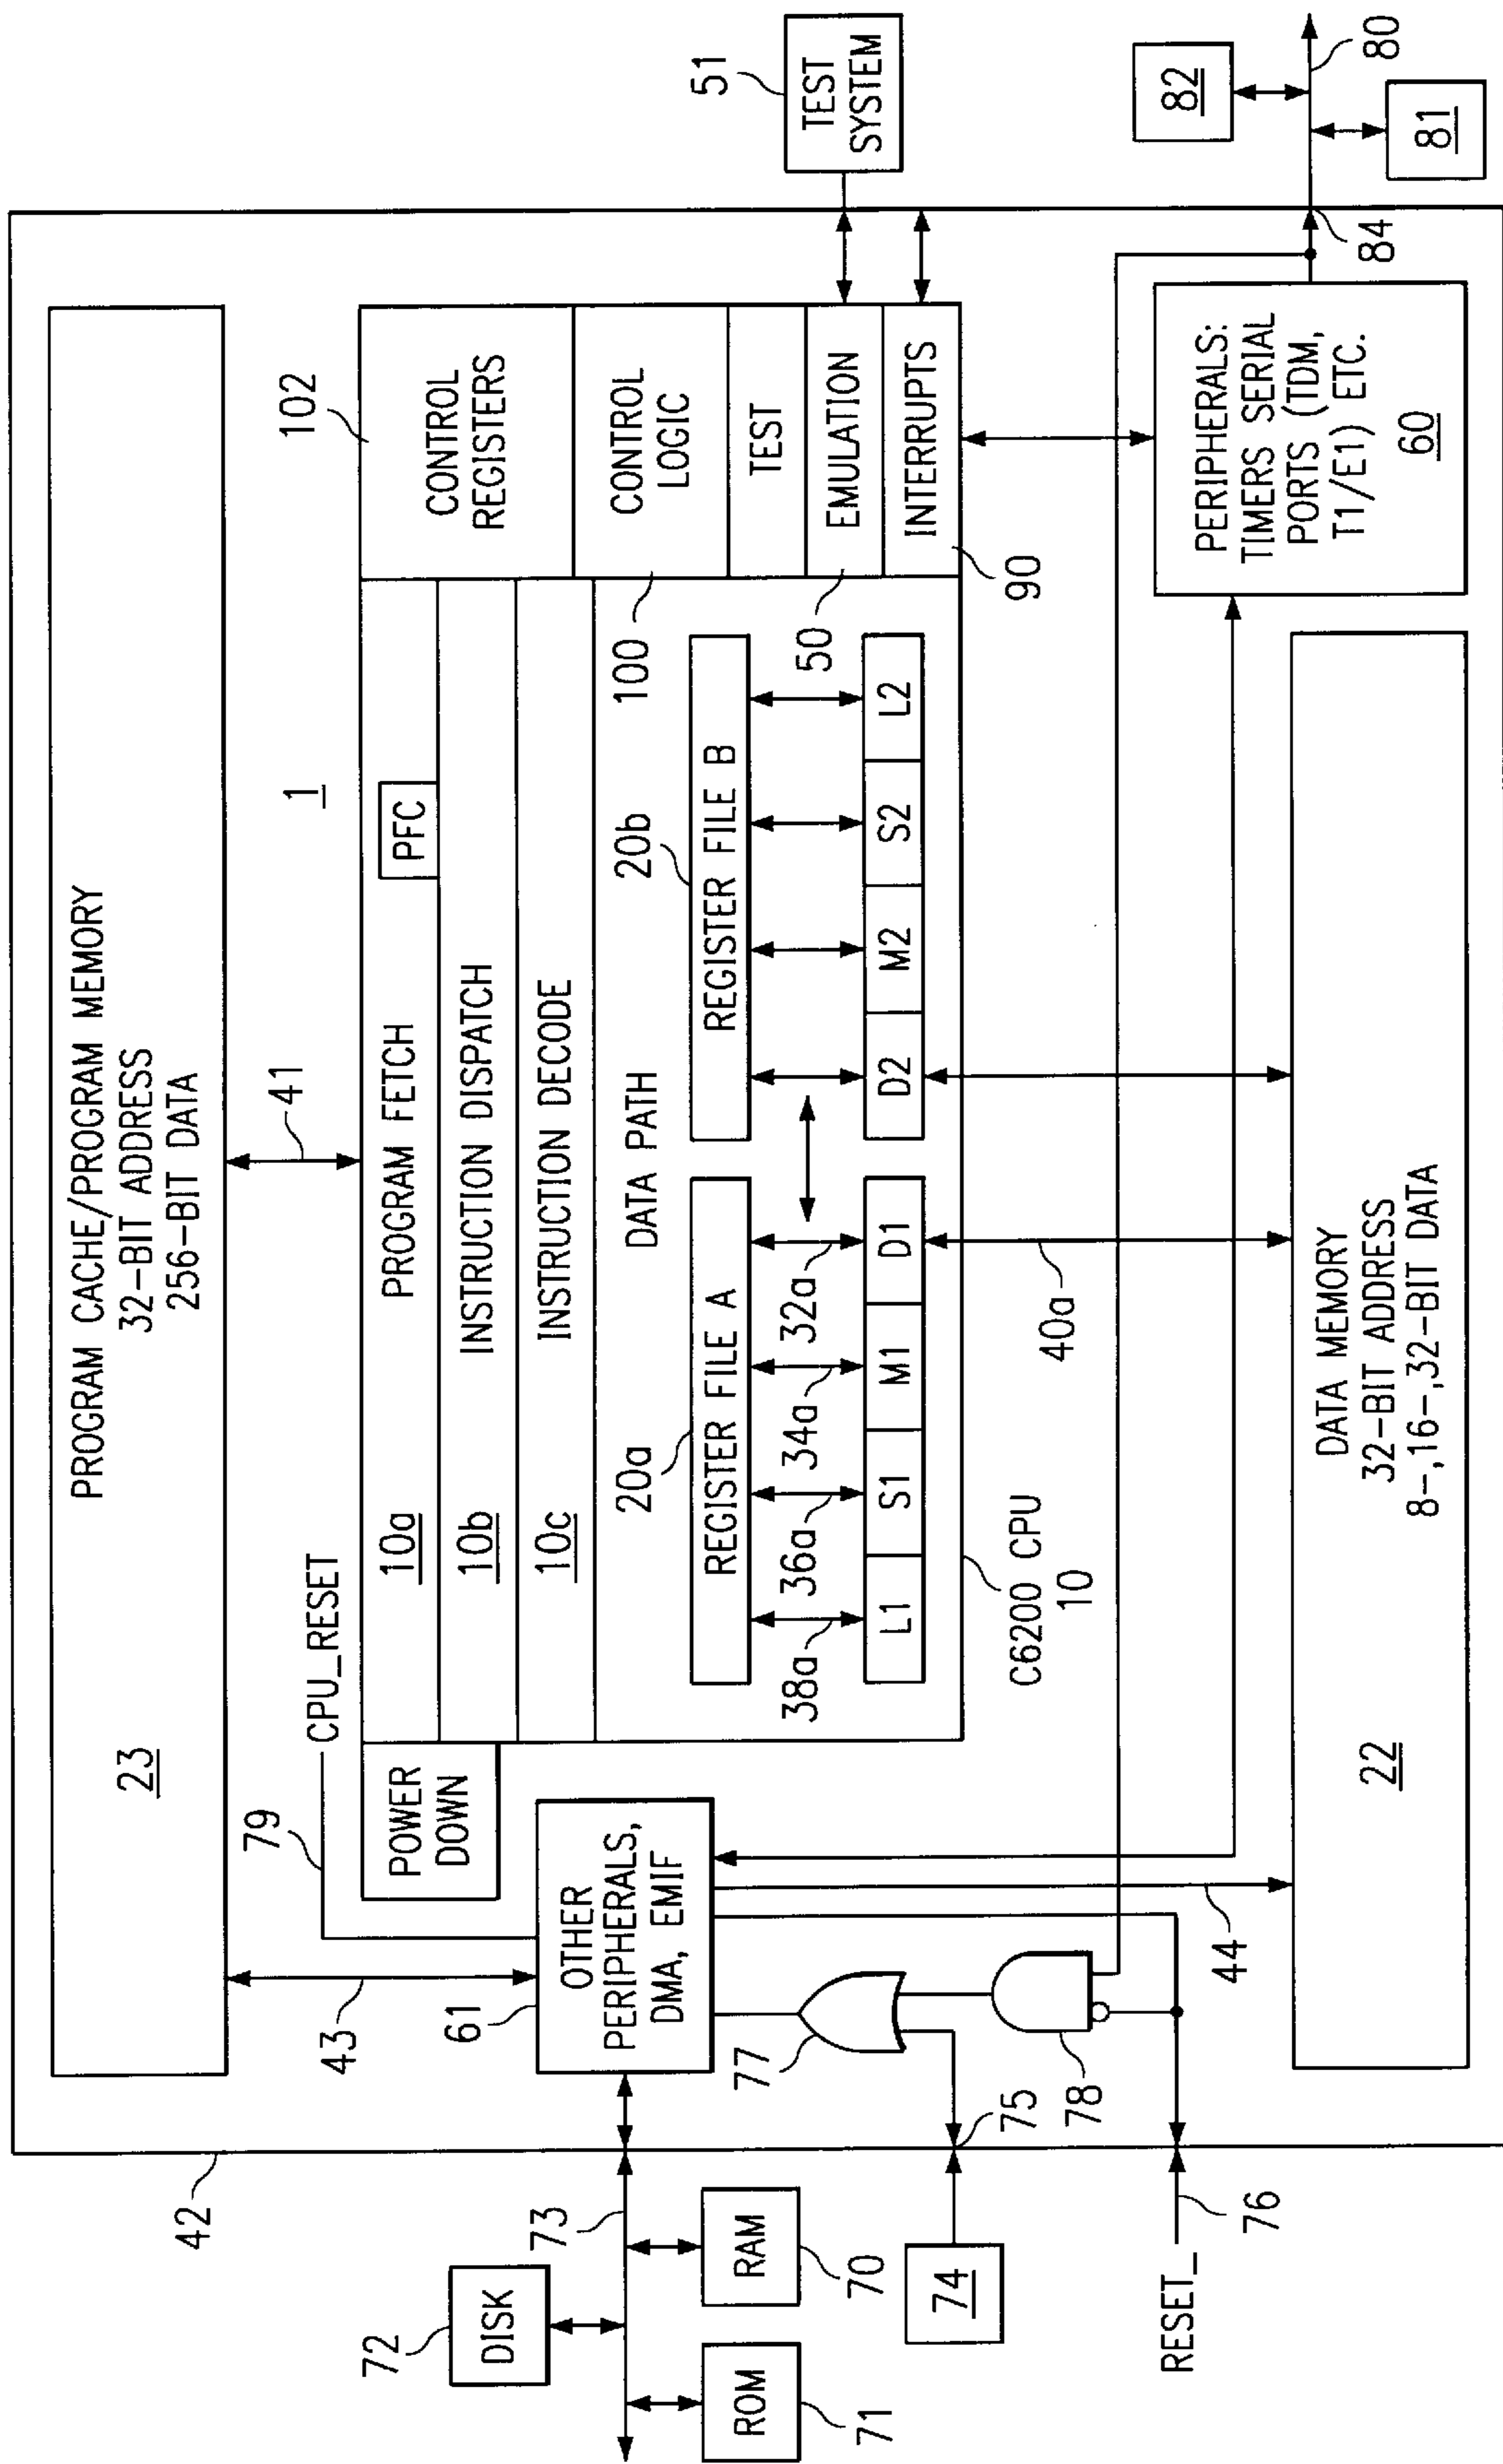 PROGRAM CACHE/PROGRAM MEMORY
32-BIT ADDRESS
256-BIT DATA
23
42
43
41
1
79
CPU_RESET
102
POWER
DOWN
10a
PROGRAM FETCH
PFC
10b
INSTRUCTION DISPATCH
10c
INSTRUCTION DECODE
CONTROL
REGISTERS
CONTROL
LOGIC
TEST
EMULATION
INTERRUPTS
100
50
90
DATA PATH
20a
REGISTER FILE A
20b
REGISTER FILE B
38a
36a
34a
32a
L1
S1
M1
D1
D2
M2
S2
L2
C6200 CPU
10
40a
51
TEST
SYSTEM
61
OTHER
PERIPHERALS,
DMA, EMIF
72
DISK
73
ROM
71
RAM
70
74
75
77
78
RESET_
76
44
22
DATA MEMORY
32-BIT ADDRESS
8-,16-,32-BIT DATA
PERIPHERALS:
TIMERS SERIAL
PORTS (TDM,
T1/E1) ETC.
60
84
82
80
81